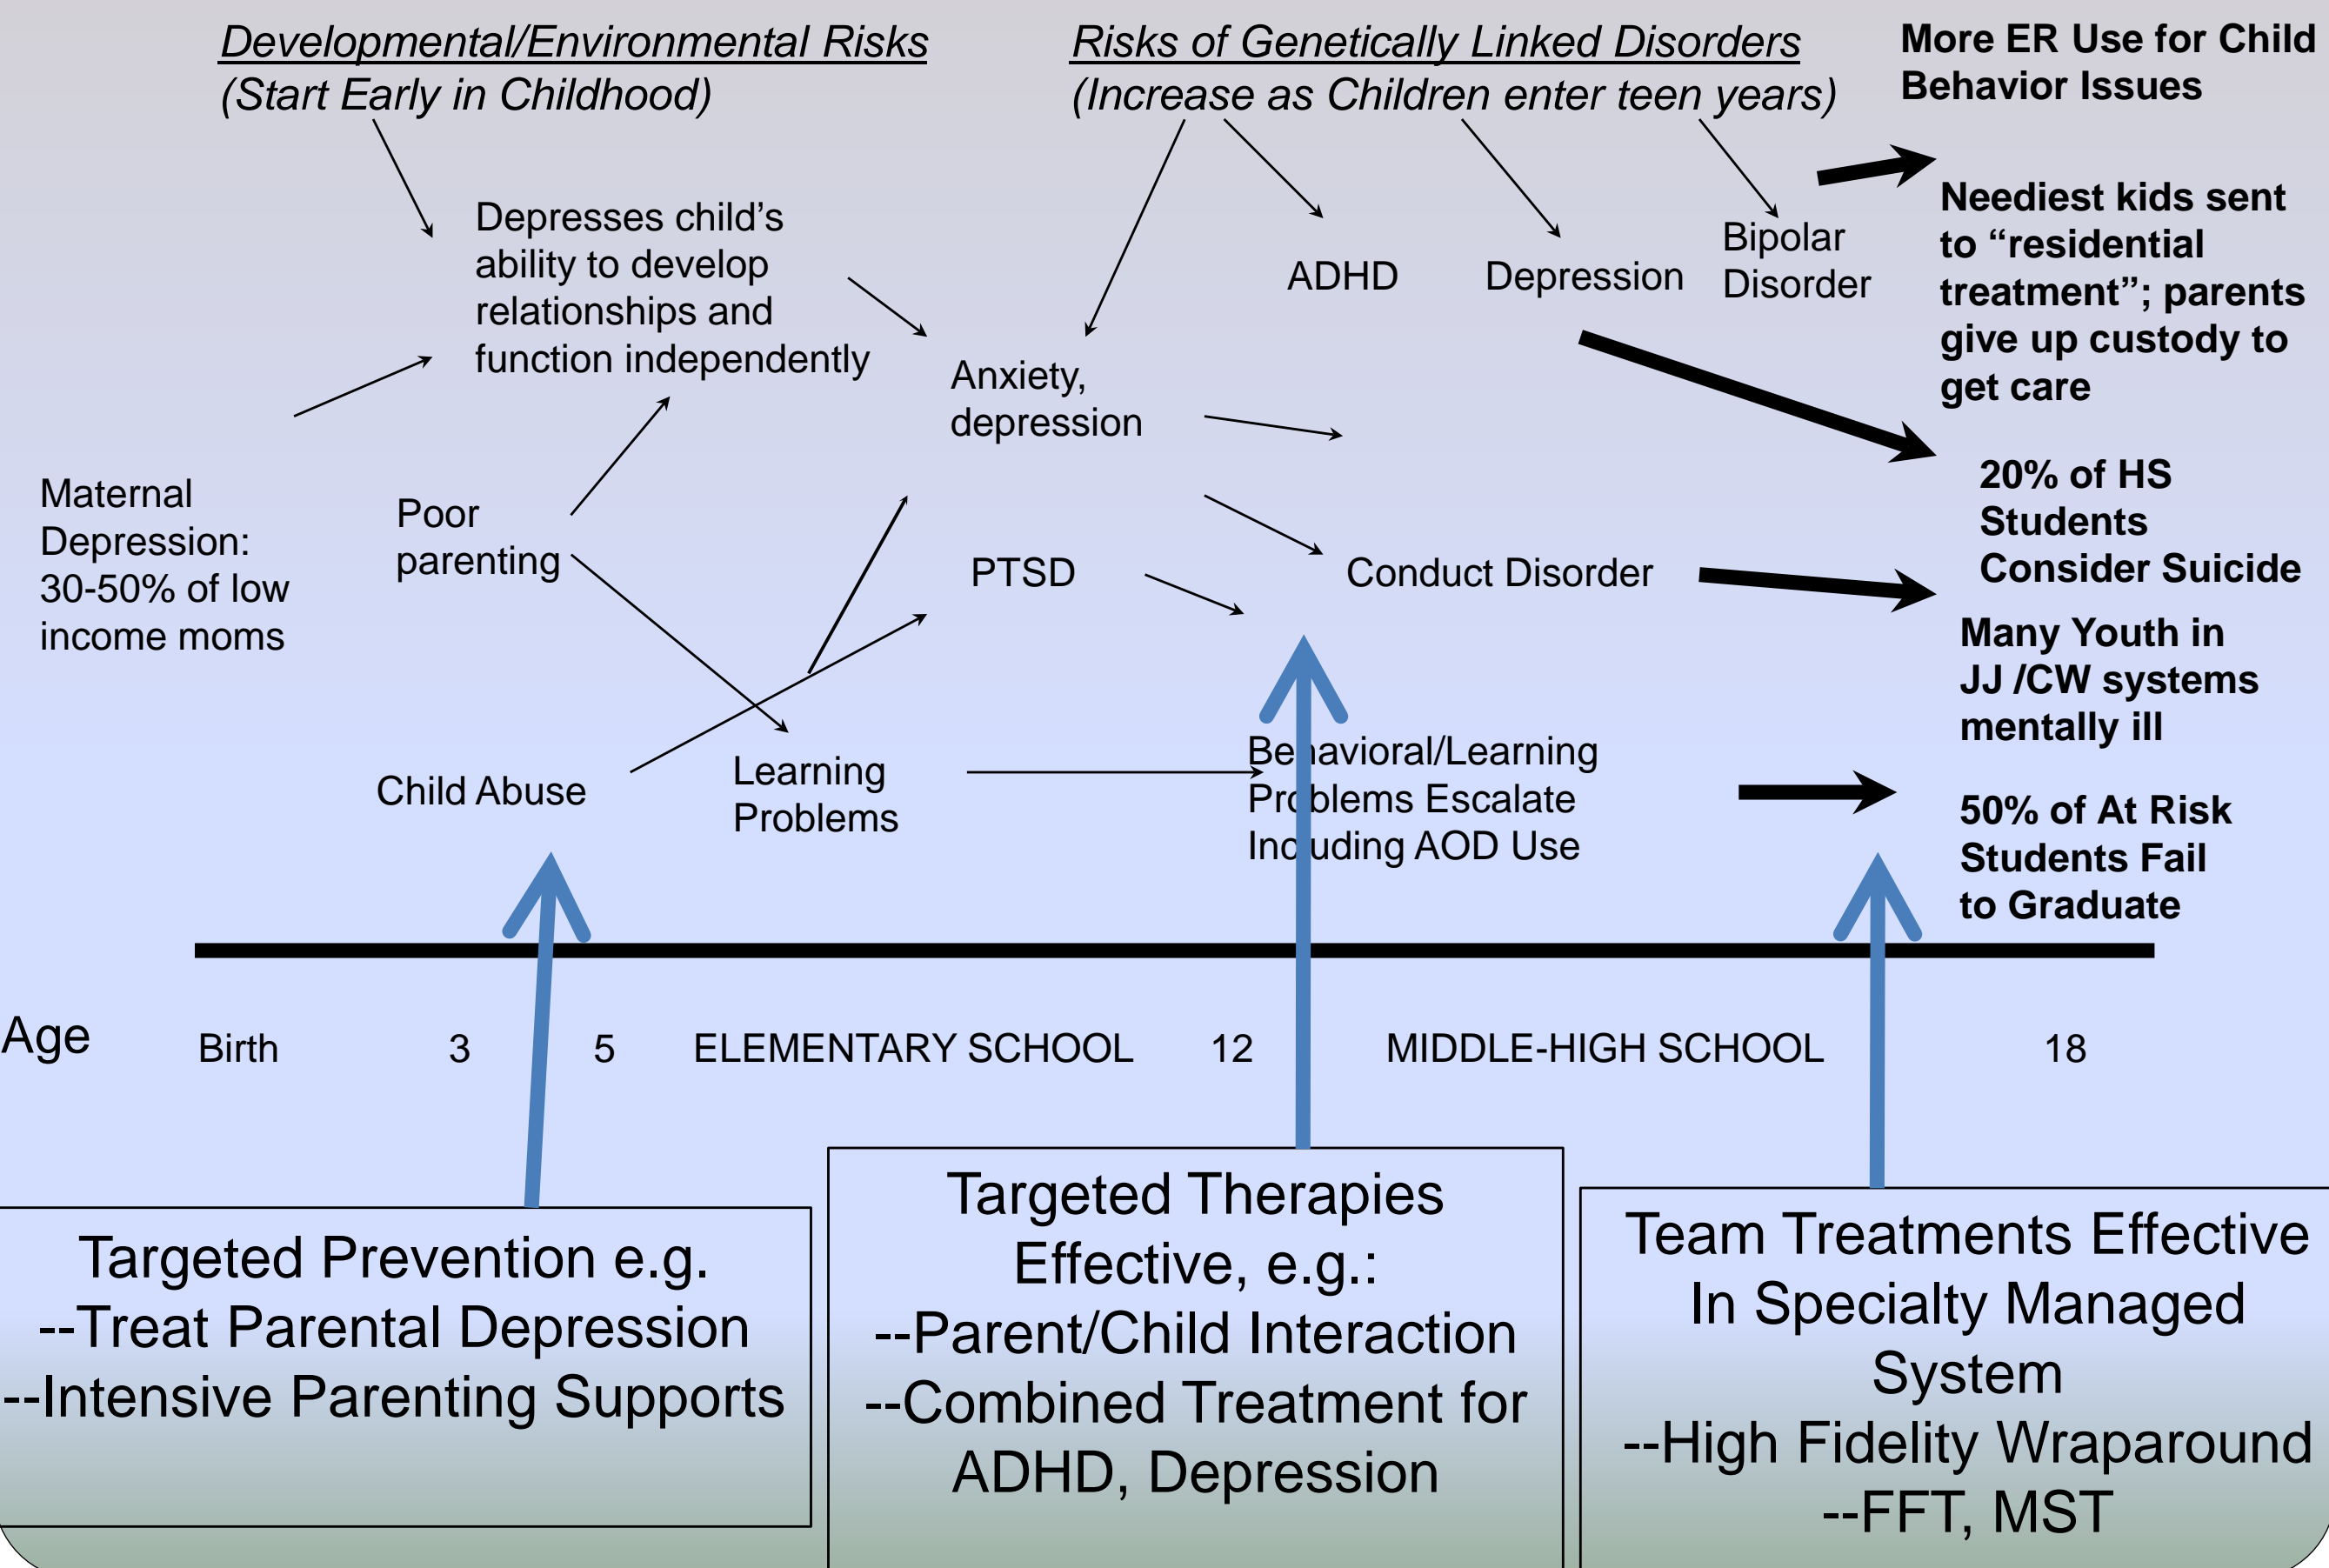 Developmental/Environmental Risks
(Start Early in Childhood)
Risks of Genetically Linked Disorders
(Increase as Children enter teen years)
More ER Use for Child
Behavior Issues
Depresses child’s
ability to develop
relationships and
function independently
ADHD
Depression
Bipolar
Disorder
Neediest kids sent
to “residential
treatment”; parents
give up custody to
get care
Anxiety,
depression
Maternal
Depression:
30-50% of low
income moms
Poor
parenting
PTSD
Conduct Disorder
20% of HS
Students
Consider Suicide
Many Youth in
JJ /CW systems
mentally ill
Child Abuse
Learning
Problems
Behavioral/Learning
Problems Escalate
Including AOD Use
50% of At Risk
Students Fail
to Graduate
Age
Birth
3
5
ELEMENTARY SCHOOL
12
MIDDLE-HIGH SCHOOL
18
Targeted Prevention e.g.
--Treat Parental Depression
--Intensive Parenting Supports
Targeted Therapies
Effective, e.g.:
--Parent/Child Interaction
--Combined Treatment for
ADHD, Depression
Team Treatments Effective
In Specialty Managed
System
--High Fidelity Wraparound
--FFT, MST